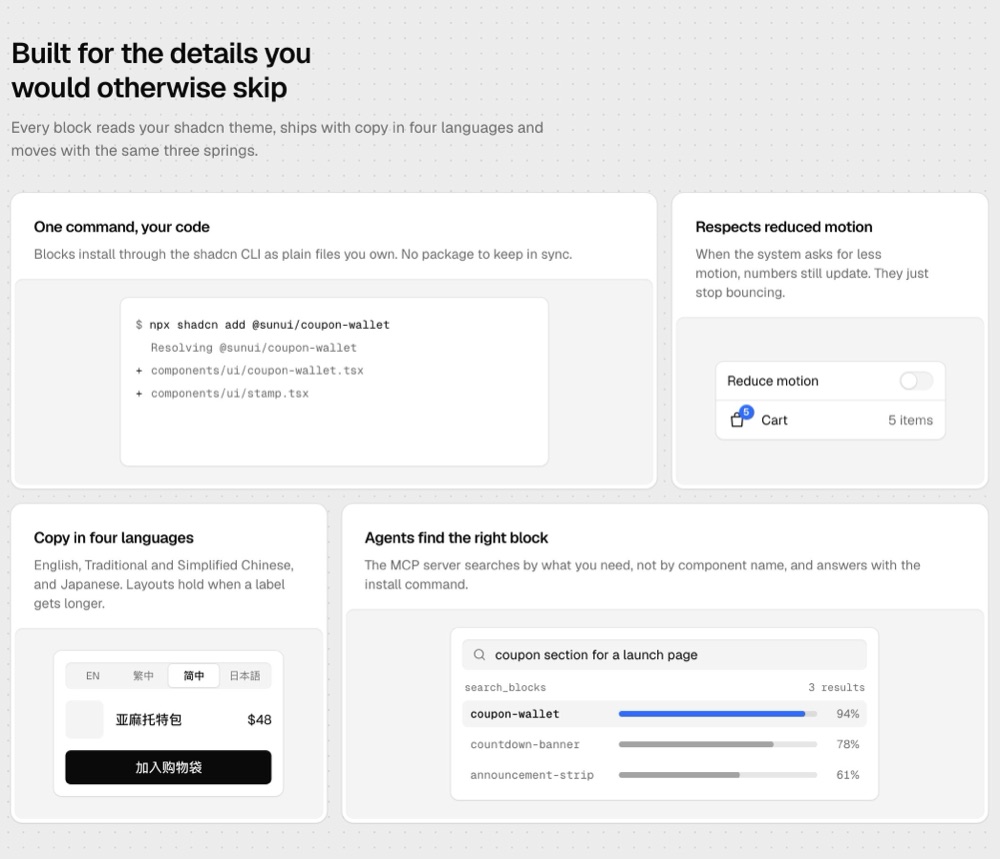 Built for the details you
would otherwise skip
Every block reads your shadcn theme, ships with copy in four languages and
moves with the same three springs.
One command, your code
Blocks install through the shadcn CLI as plain files you own. No package to keep in sync.
$ npx shadcn add @sunui/coupon-wallet
Resolving @sunui/coupon-wallet
+ components/ui/coupon-wallet.tsx
+ components/ui/stamp.tsx
Respects reduced motion
When the system asks for less
motion, numbers still update. They just
stop bouncing.
Reduce motion
5 Cart 5 items
Copy in four languages
English, Traditional and Simplified Chinese,
and Japanese. Layouts hold when a label
gets longer.
EN 繁中 简中 日本語
亚麻托特包 $48
加入购物袋
Agents find the right block
The MCP server searches by what you need, not by component name, and answers with the
install command.
coupon section for a launch page
search_blocks 3 results
coupon-wallet 94%
countdown-banner 78%
announcement-strip 61%